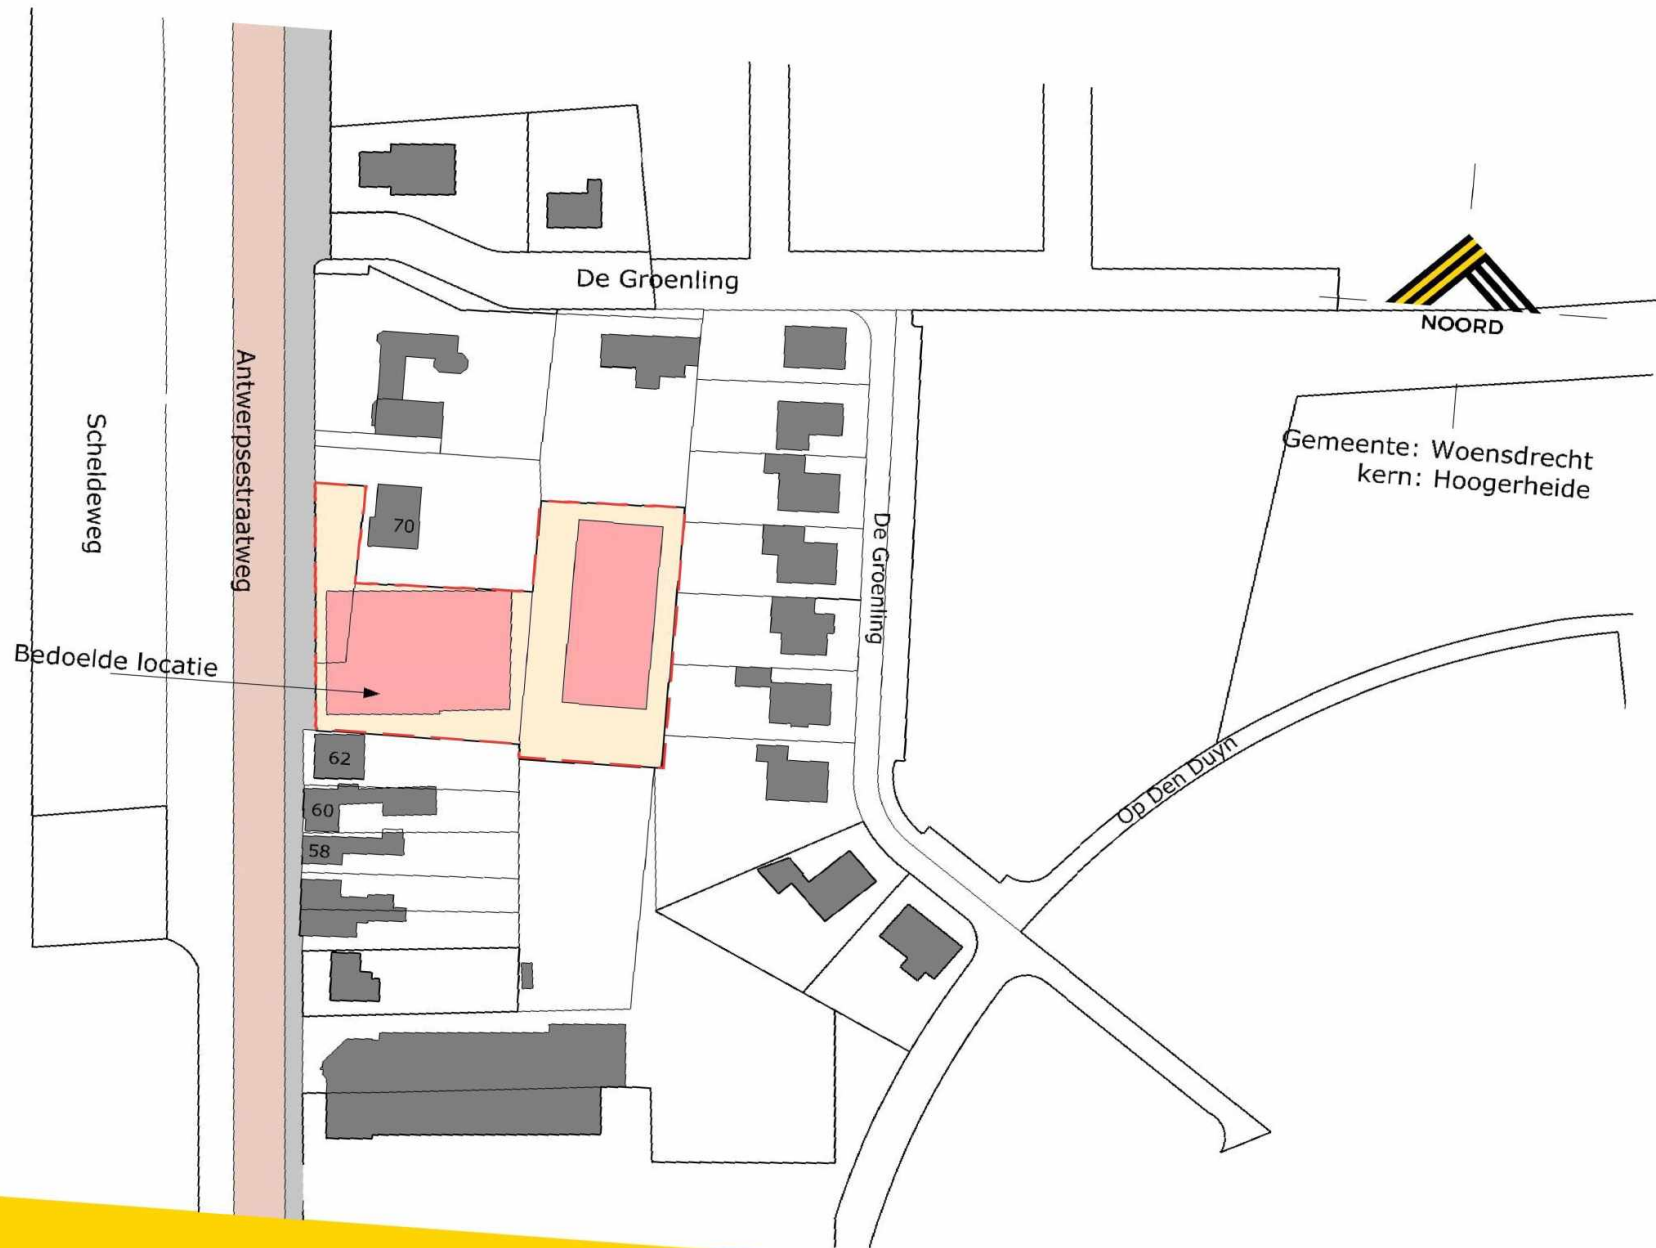 De Groenling
NOORD
Antwerpsestraatweg
Scheldeweg
Gemeente: Woensdrecht
kern: Hoogerheide
70
De Groenling
Bedoelde locatie
62
Op Den Duyn
60
58